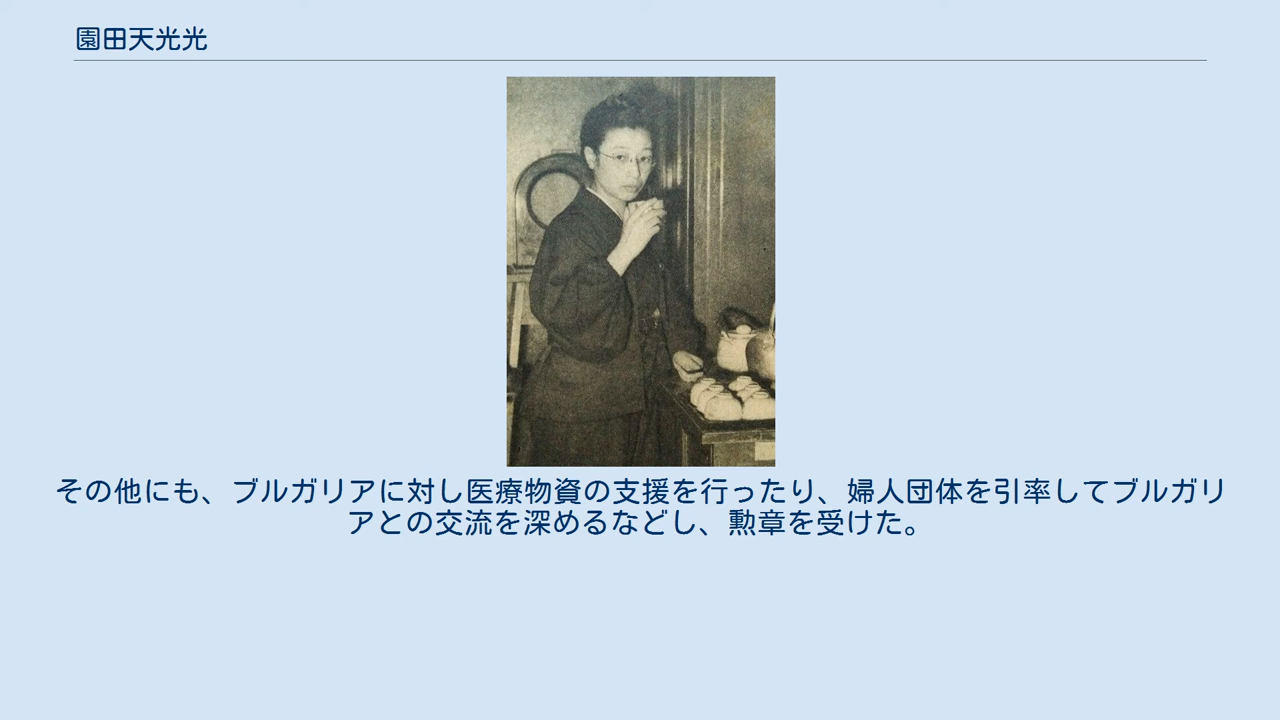 園田天光光
その他にも、ブルガリアに対し医療物資の支援を行ったり、婦人団体を引率してブルガリ
アとの交流を深めるなどし、勲章を受けた。